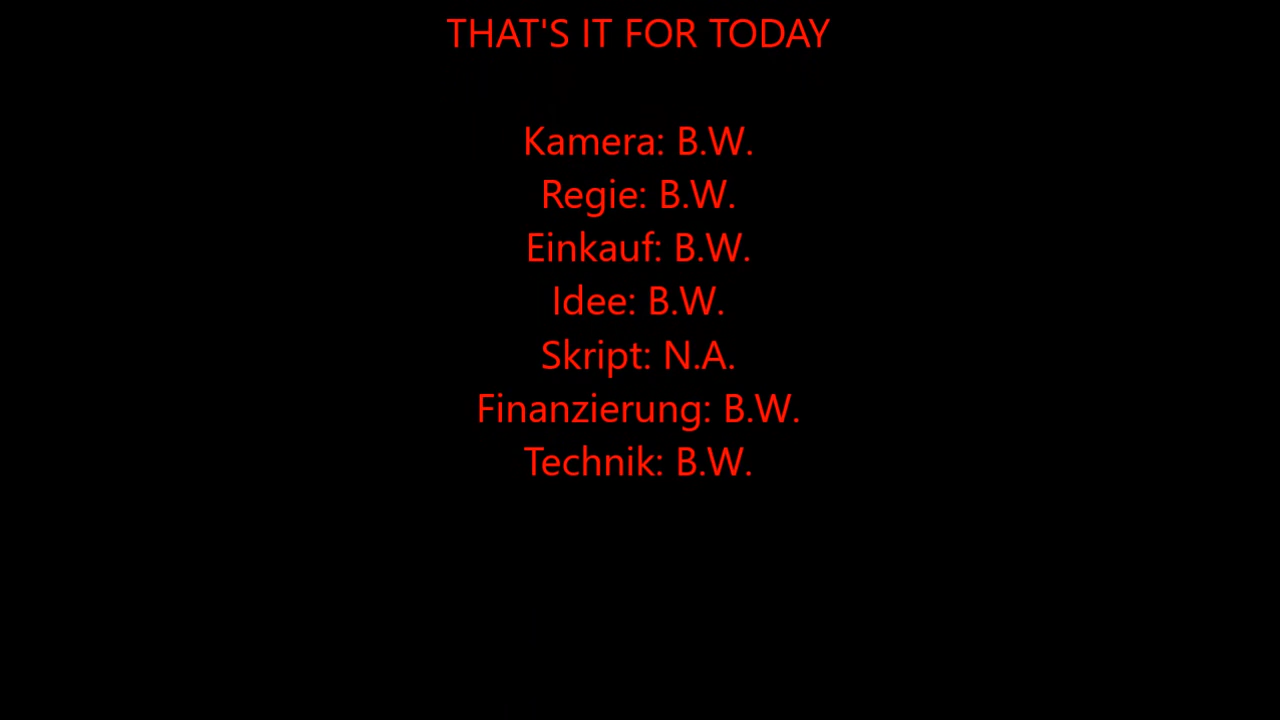 THAT'S IT FOR TODAY
Kamera: B.W.
Regie: B.W.
Einkauf: B.W.
Idee: B.W.
Skript: N.A.
Finanzierung: B.W.
Technik: B.W.